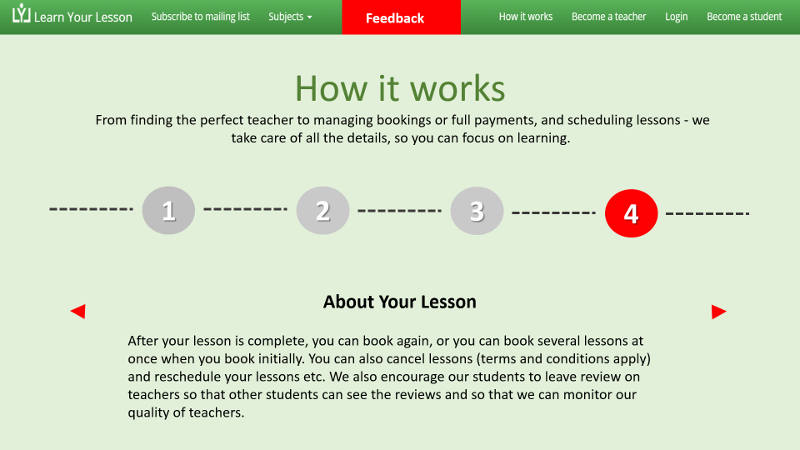 Learn Your Lesson Subscribe to mailing list Subjects Feedback How it works Become a teacher Login Become a student
How it works
From finding the perfect teacher to managing bookings or full payments, and scheduling lessons - we
take care of all the details, so you can focus on learning.
1 2 3 4
About Your Lesson
After your lesson is complete, you can book again, or you can book several lessons at
once when you book initially. You can also cancel lessons (terms and conditions apply)
and reschedule your lessons etc. We also encourage our students to leave review on
teachers so that other students can see the reviews and so that we can monitor our
quality of teachers.